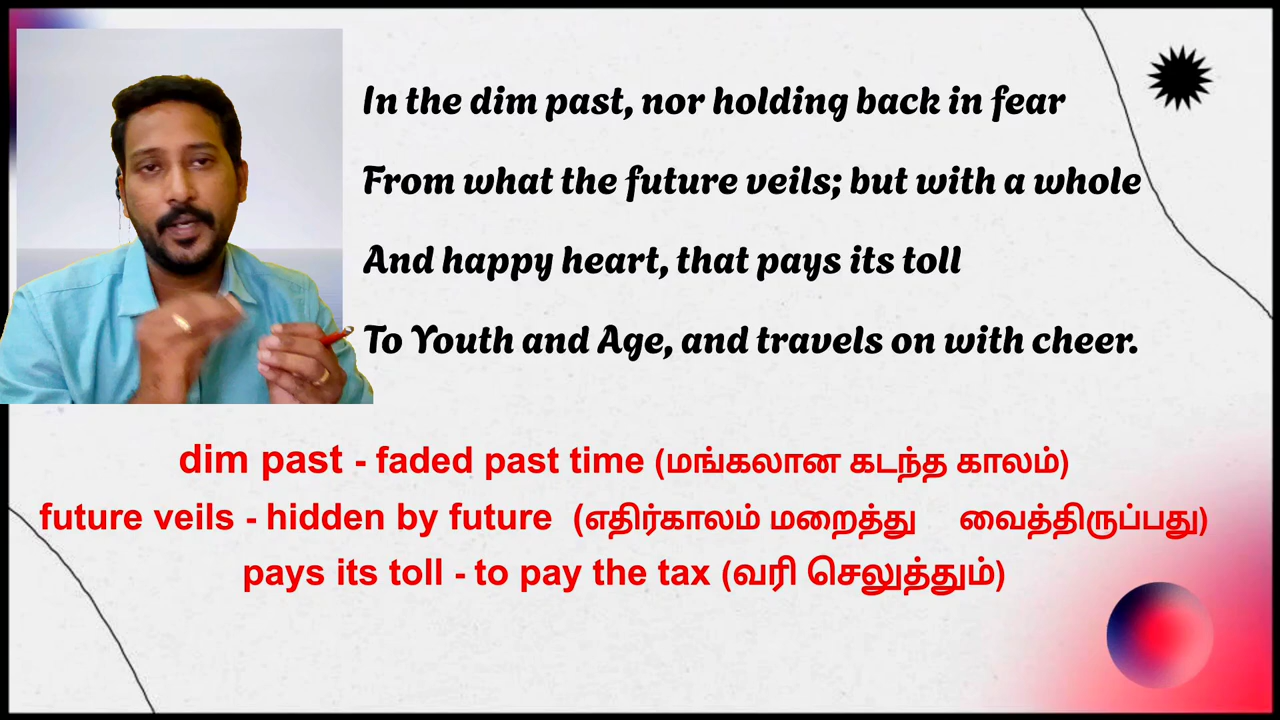 In the dim past, nor holding back in fear
From what the future veils; but with a whole
And happy heart, that pays its toll
To Youth and Age, and travels on with cheer.
dim past - faded past time (மங்கலான கடந்த காலம்)
future veils - hidden by future (எதிர்காலம் மறைத்து வைத்திருப்பது)
pays its toll - to pay the tax (வரி செலுத்தும்)